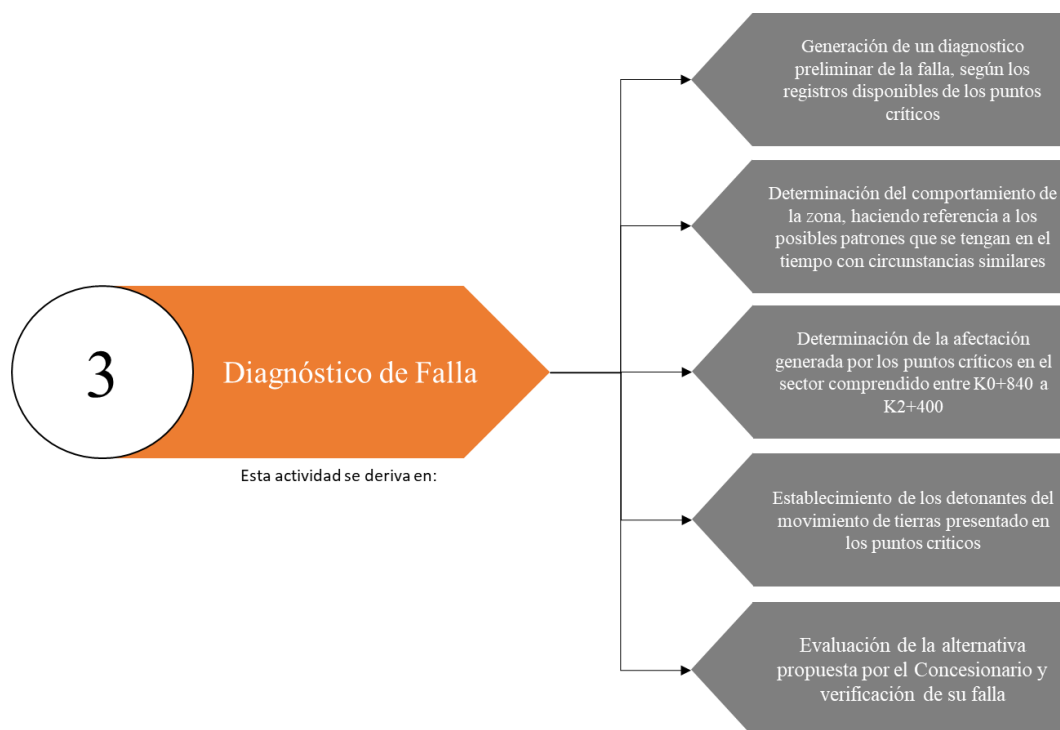 3
Diagnóstico de Falla
Esta actividad se deriva en:
Generación de un diagnostico
preliminar de la falla, según los
registros disponibles de los puntos
críticos
Determinación del comportamiento de
la zona, haciendo referencia a los
posibles patrones que se tengan en el
tiempo con circunstancias similares
Determinación de la afectación
generada por los puntos críticos en el
sector comprendido entre K0+840 a
K2+400
Establecimiento de los detonantes del
movimiento de tierras presentado en
los puntos criticos
Evaluación de la alternativa
propuesta por el Concesionario y
verificación de su falla